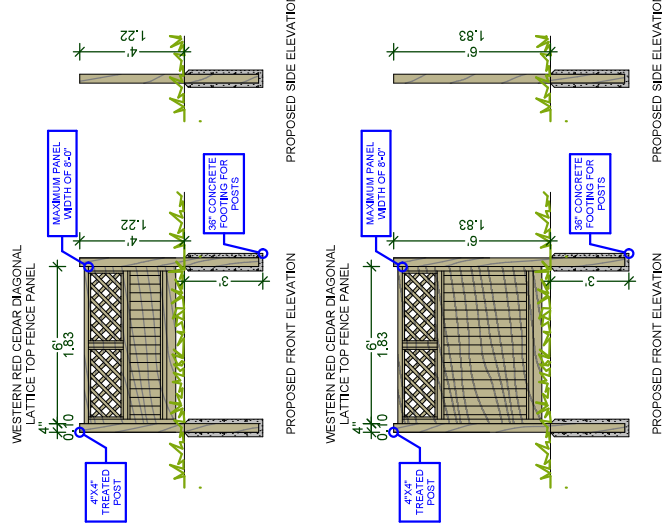 WESTERN RED CEDAR DIAGONAL
LATTICE TOP FENCE PANEL
4"
0.10
6'
1.83
MAXIMUM PANEL
WIDTH OF 8'-0"
4'
1.22
4"X4"
TREATED
POST
3'
36" CONCRETE
FOOTING FOR
POSTS
PROPOSED FRONT ELEVATION
4'
1.22
PROPOSED SIDE ELEVATION
WESTERN RED CEDAR DIAGONAL
LATTICE TOP FENCE PANEL
4"
0.10
6'
1.83
MAXIMUM PANEL
WIDTH OF 8'-0"
6'
1.83
4"X4"
TREATED
POST
3'
36" CONCRETE
FOOTING FOR
POSTS
PROPOSED FRONT ELEVATION
6'
1.83
PROPOSED SIDE ELEVATION